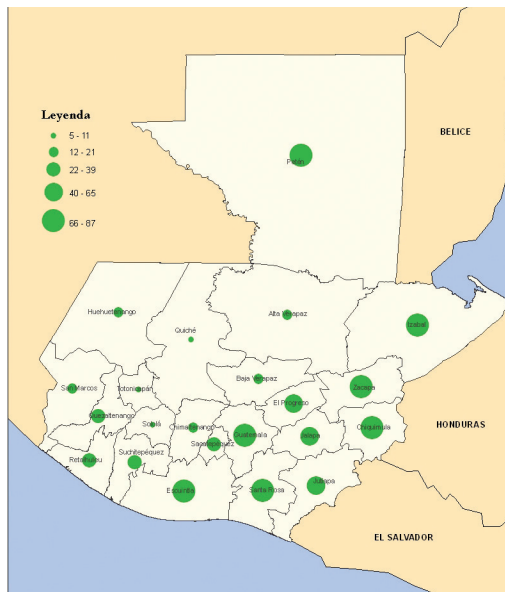 Leyenda
5 - 11
12 - 21
22 - 39
40 - 65
66 - 87
BELICE
Petén
Huehuetenango
Alta Verapaz
Izabal
Quiché
San Marcos
Totonicapán
Baja Verapaz
Zacapa
El Progreso
Quetzaltenango
Sololá
Chimaltenango
Guatemala
Jalapa
Chiquimula
HONDURAS
Sacatepéquez
Retalhuleu
Suchitepéquez
Escuintla
Santa Rosa
Jutiapa
EL SALVADOR